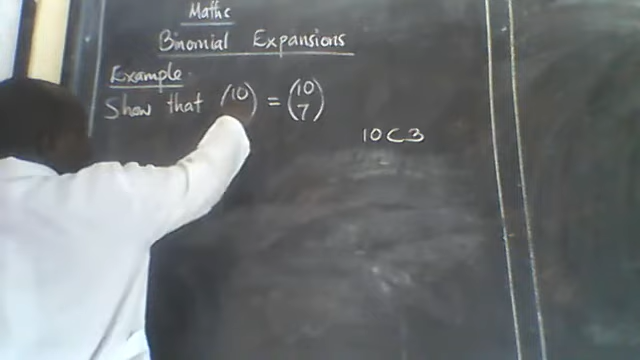 Maths
Binomial Expansions
Example
Show that (10 ) = (10 7)
10C3